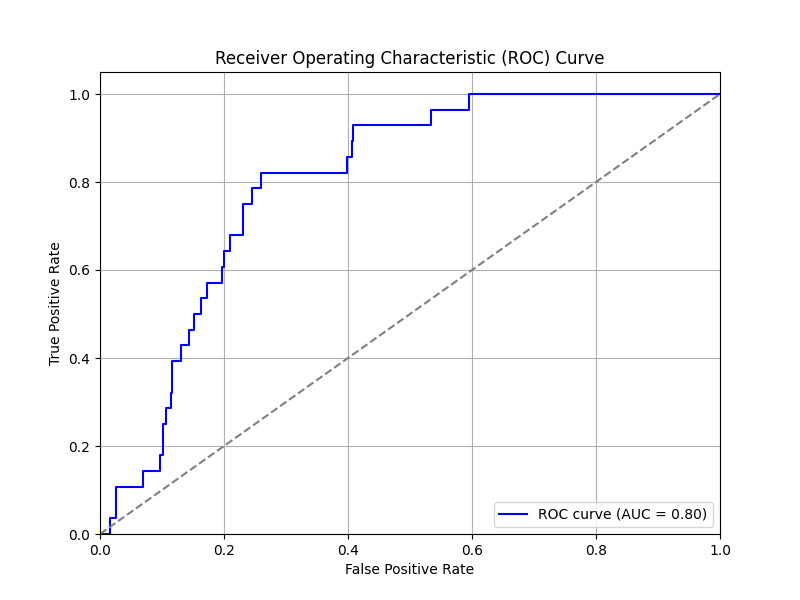 Receiver Operating Characteristic (ROC) Curve
True Positive Rate
1.0
0.8
0.6
0.4
0.2
0.0
ROC curve (AUC = 0.80)
0.0 0.2 0.4 0.6 0.8 1.0
False Positive Rate